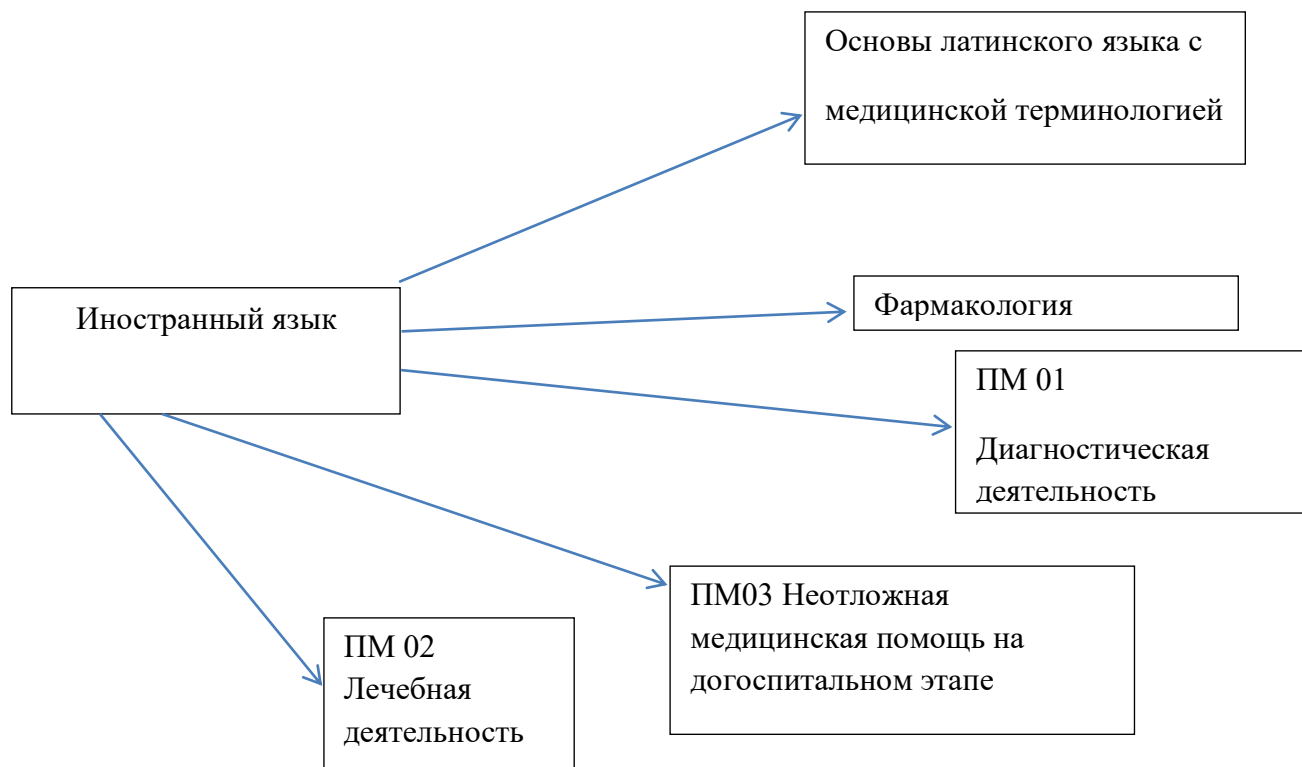 Основы латинского языка с
медицинской терминологией
Иностранный язык
Фармакология
ПМ 01
Диагностическая
деятельность
ПМ03 Неотложная
медицинская помощь на
догоспитальном этапе
ПМ 02
Лечебная
деятельность